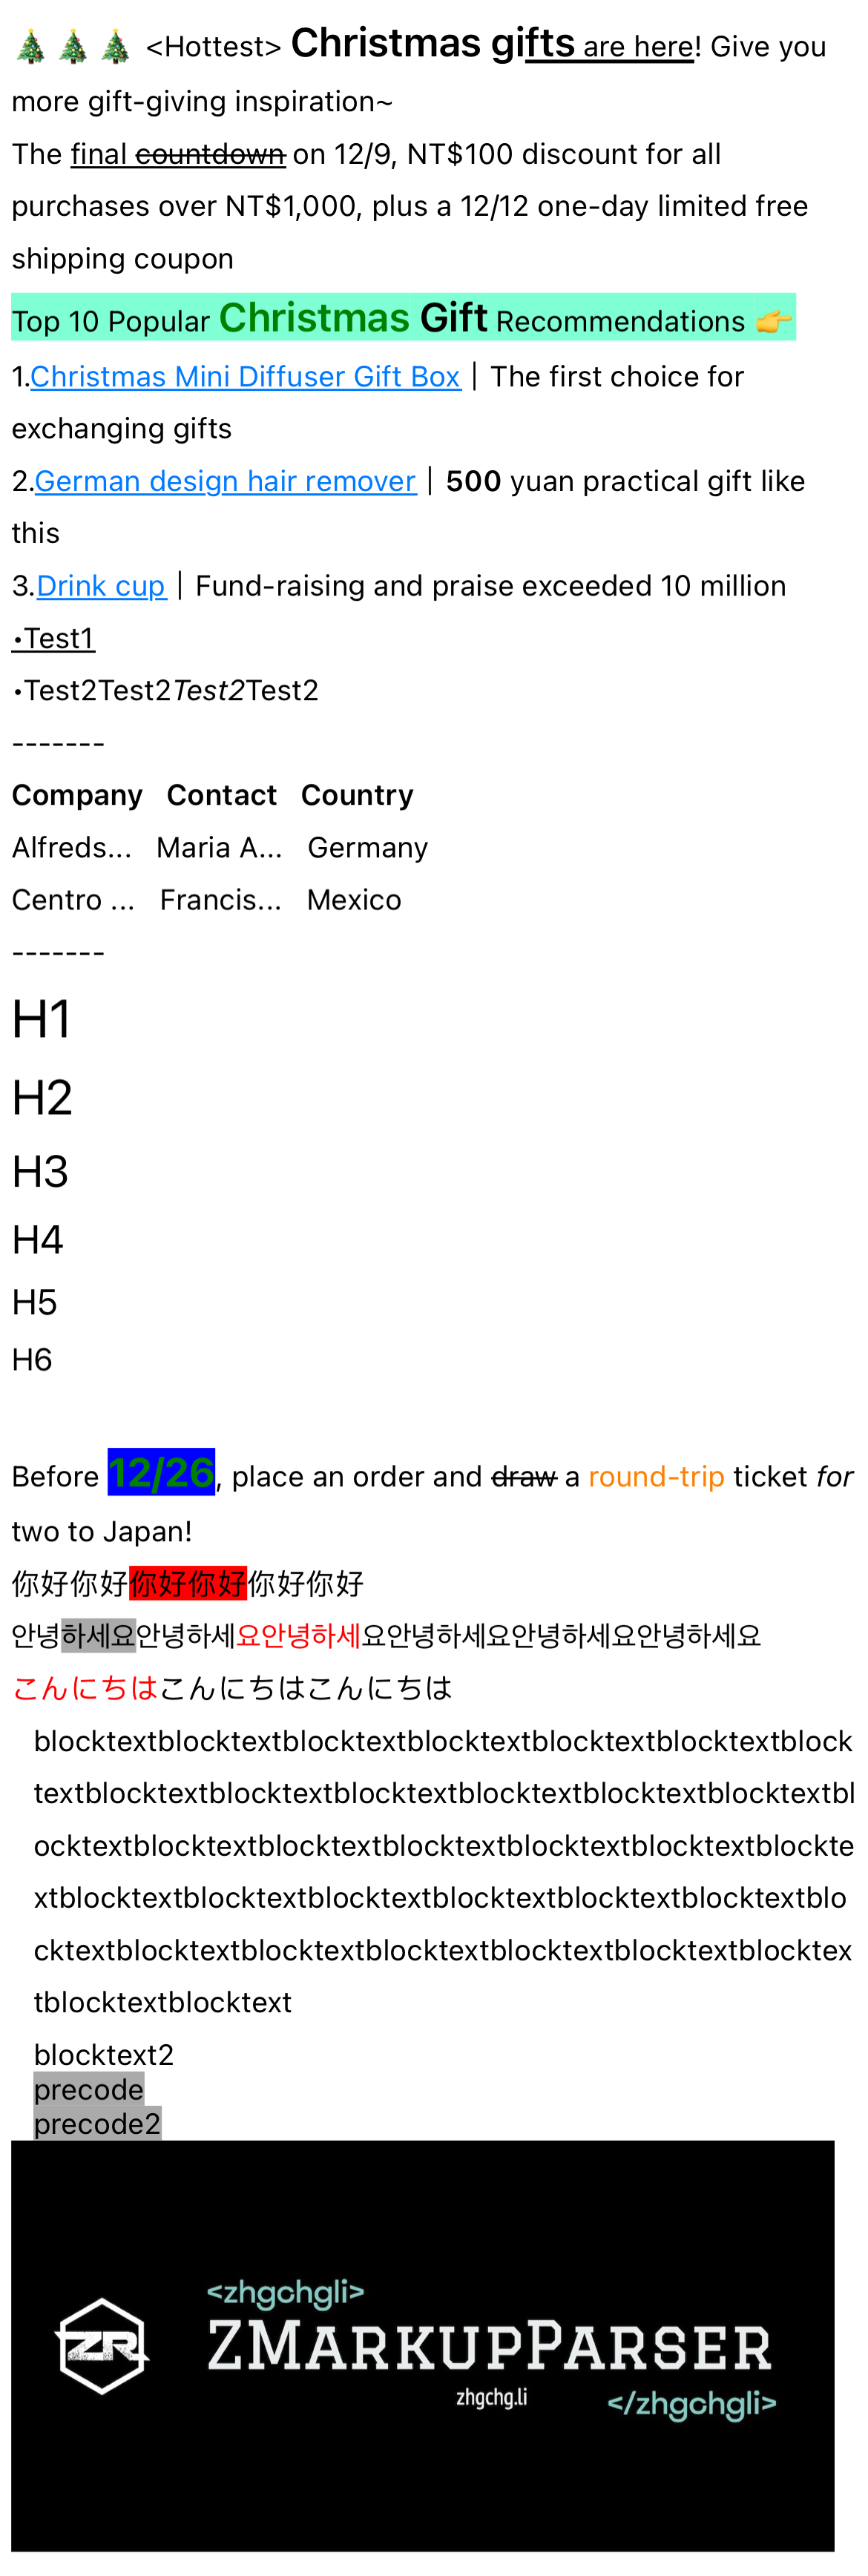 🎄🎄🎄 <Hottest> Christmas gifts are here! Give you
more gift-giving inspiration~
The final countdown on 12/9, NT$100 discount for all
purchases over NT$1,000, plus a 12/12 one-day limited free
shipping coupon
Top 10 Popular Christmas Gift Recommendations 👉
1.Christmas Mini Diffuser Gift Box｜The first choice for
exchanging gifts
2.German design hair remover｜500 yuan practical gift like
this
3.Drink cup｜Fund-raising and praise exceeded 10 million
•Test1
•Test2Test2Test2Test2
-------
Company Contact Country
Alfreds... Maria A... Germany
Centro ... Francis... Mexico
-------
H1
H2
H3
H4
H5
H6
Before 12/26, place an order and draw a round-trip ticket for
two to Japan!
你好你好你好你好你好你好
안녕하세요안녕하세요안녕하세요안녕하세요안녕하세요안녕하세요
こんにちはこんにちはこんにちは
blocktextblocktextblocktextblocktextblocktextblocktextblock
textblocktextblocktextblocktextblocktextblocktextblocktextbl
ocktextblocktextblocktextblocktextblocktextblocktextblockte
xtblocktextblocktextblocktextblocktextblocktextblocktextblo
cktextblocktextblocktextblocktextblocktextblocktextblocktex
tblocktextblocktext
blocktext2
precode
precode2
<zhgchgli>
ZR ZMARKUPPARSER
zhgchg.li
</zhgchgli>